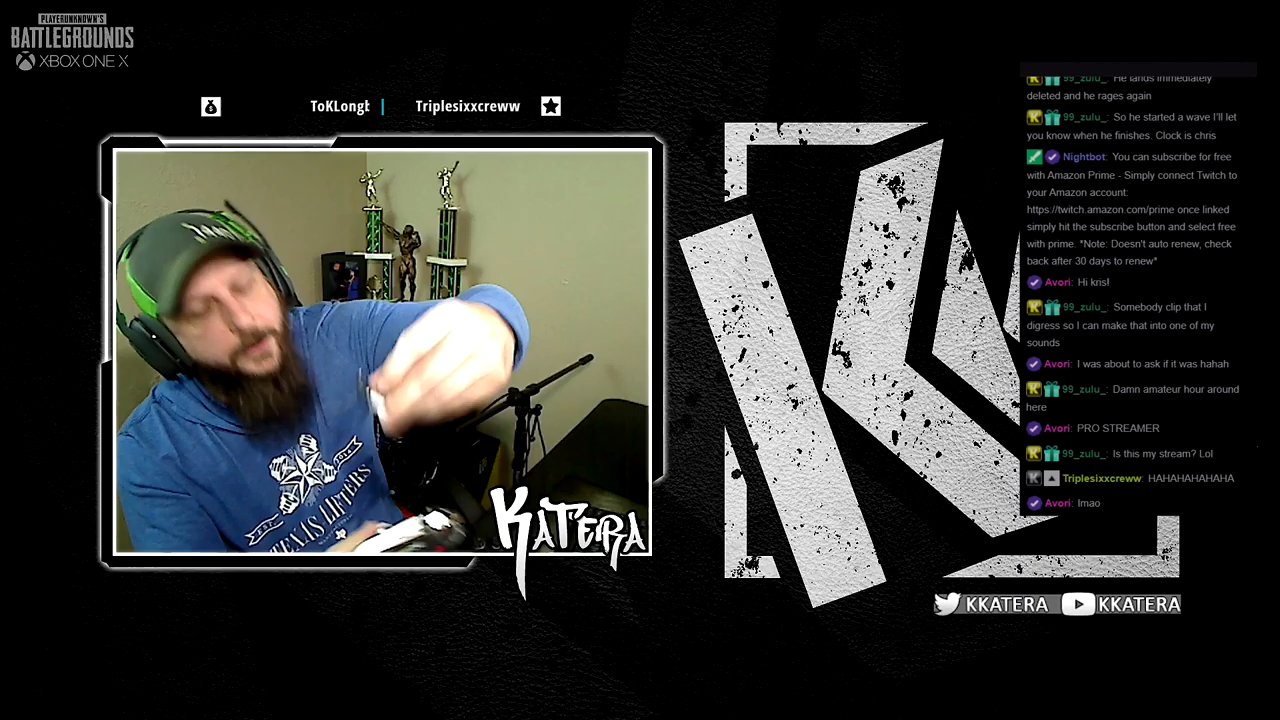 PLAYERUNKNOWN'S
BATTLEGROUNDS
XBOX ONE X
ToKLongb | Triplesixxcreww
TEXAS LIFTERS
KATERA
KKATERA KKATERA
99_zulu_: He lands immediately
deleted and he rages again
99_zulu_: So he started a wave I'll let
you know when he finishes. Clock is chris
Nightbot: You can subscribe for free
with Amazon Prime - Simply connect Twitch to
your Amazon account:
https://twitch.amazon.com/prime once linked
simply hit the subscribe button and select free
with prime. *Note: Doesn't auto renew, check
back after 30 days to renew*
Avori: Hi kris!
99_zulu_: Somebody clip that I
digress so I can make that into one of my
sounds
Avori: I was about to ask if it was hahah
99_zulu_: Damn amateur hour around
here
Avori: PRO STREAMER
99_zulu_: Is this my stream? Lol
Triplesixxcreww: HAHAHAHAHAHA
Avori: lmao